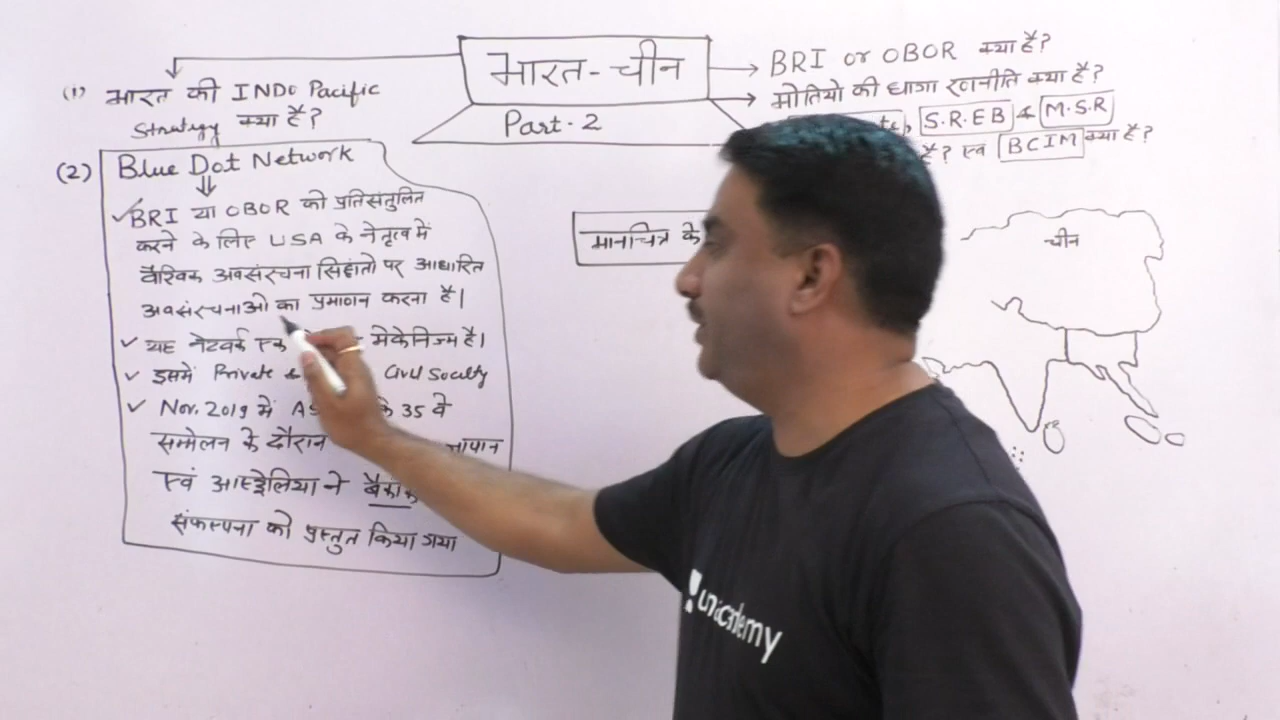 भारत-चीन
Part-2
(1) भारत की INDO Pacific
Strategy क्या है?
(2) Blue Dot Network
BRI या OBOR को प्रतिसंतुलित
करने के लिए USA के नेतृत्व में
वैश्विक अवसंरचना सिद्दांतो पर आधारित
अवसंरचनाओ का प्रमाणन करना है।
यह नेटवर्क एक मेकेनिज्म है।
इसमें Private & Civil Society
Nov. 2019 में 35 वे
सम्मेलन के दौरान जापान
एवं आस्ट्रेलिया ने बैंकाक
संकल्पना को प्रस्तुत किया गया
BRI or OBOR क्या है?
मोतियो की धागा रणनीति क्या है?
, S.R.E.B & M.S.R
है? एवं BCIM क्या है?
मानचित्र के
चीन
unacademy